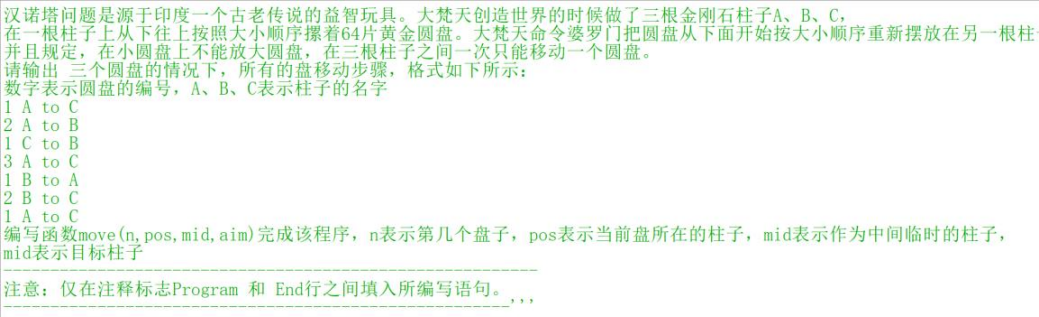 汉诺塔问题是源于印度一个古老传说的益智玩具。大梵天创造世界的时候做了三根金刚石柱子A、B、C，
在一根柱子上从下往上按照大小顺序摞着64片黄金圆盘。大梵天命令婆罗门把圆盘从下面开始按大小顺序重新摆放在另一根柱
并且规定，在小圆盘上不能放大圆盘，在三根柱子之间一次只能移动一个圆盘。
请输出 三个圆盘的情况下，所有的盘移动步骤，格式如下所示：
数字表示圆盘的编号，A、B、C表示柱子的名字
1 A to C
2 A to B
1 C to B
3 A to C
1 B to A
2 B to C
1 A to C
编写函数move(n,pos,mid,aim)完成该程序，n表示第几个盘子，pos表示当前盘所在的柱子，mid表示作为中间临时的柱子，
mid表示目标柱子
---------------------------------------------------------
注意：仅在注释标志Program 和 End行之间填入所编写语句。
------------------------------------------------------'''